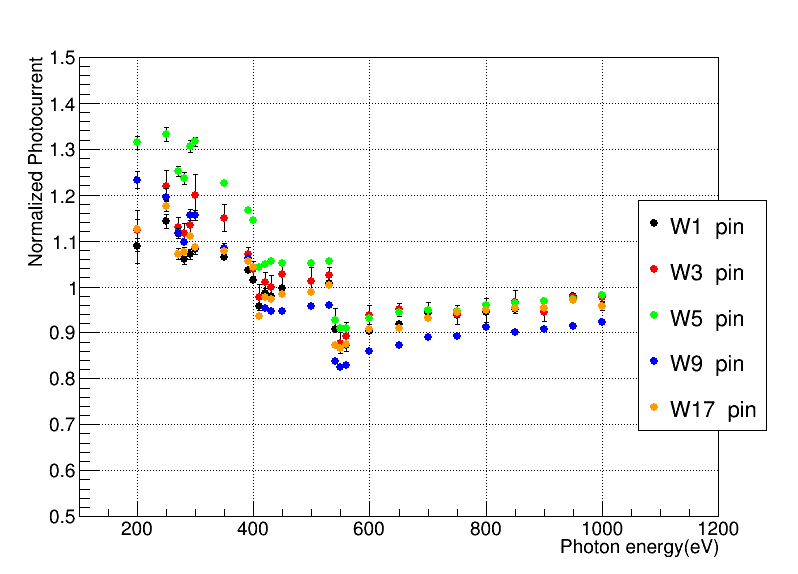 Normalized Photocurrent
1.5
1.4
1.3
1.2
1.1
1
0.9
0.8
0.7
0.6
0.5
200
400
600
800
1000
1200
Photon energy(eV)
W1 pin
W3 pin
W5 pin
W9 pin
W17 pin